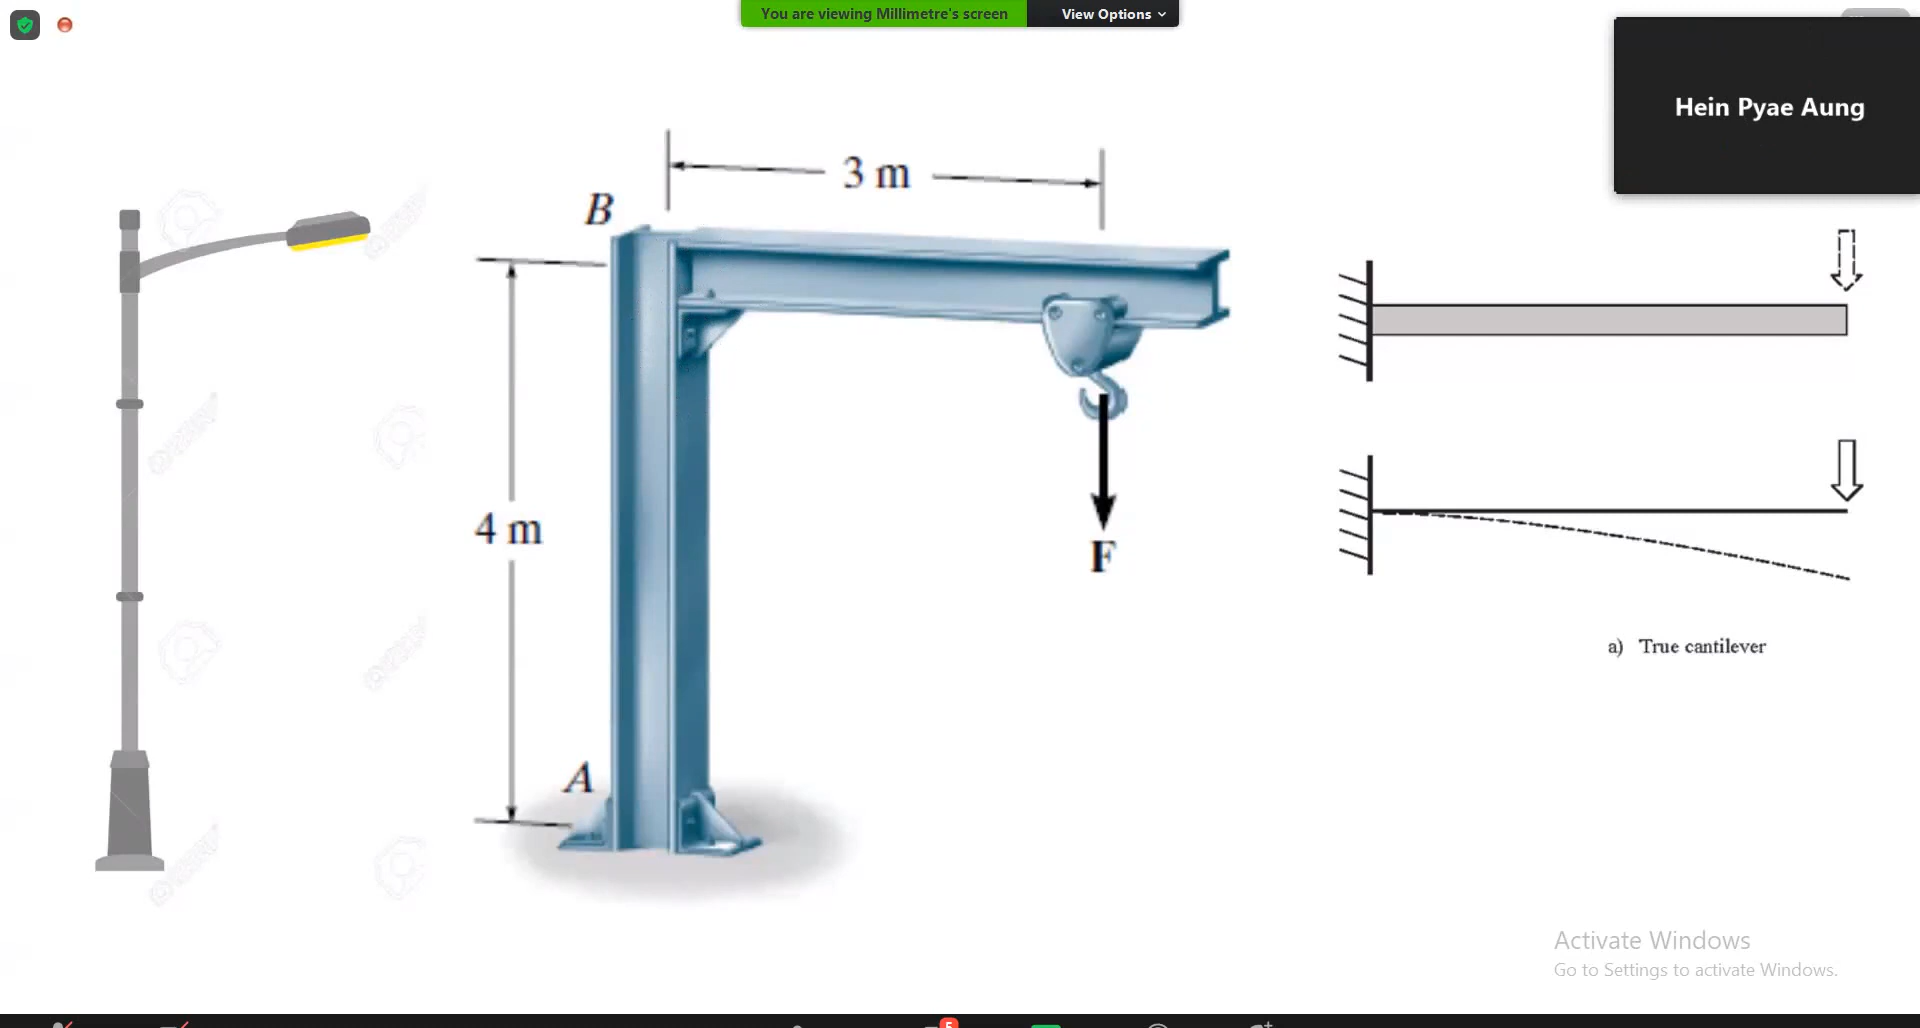 You are viewing Millimetre's screen
View Options
Hein Pyae Aung
3 m
B
4 m
F
A
a) True cantilever
Activate Windows
Go to Settings to activate Windows.
5